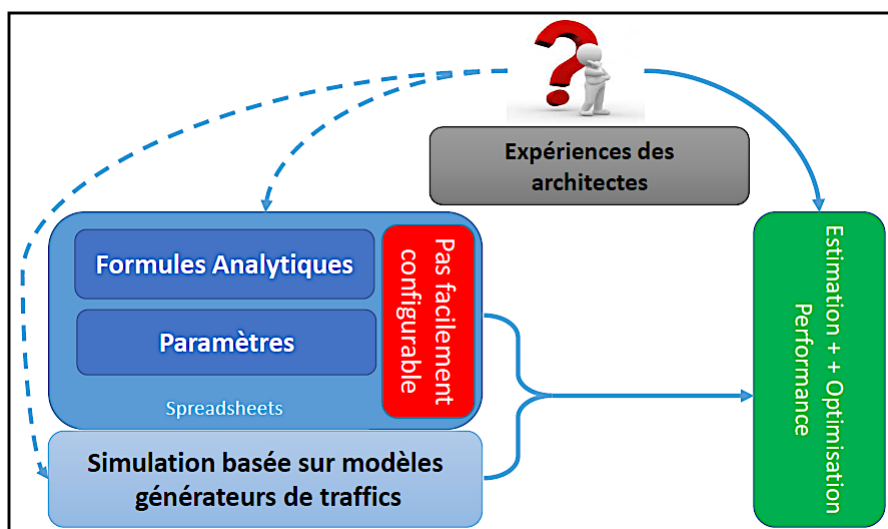 Expériences des
architectes
Formules Analytiques
Paramètres
Spreadsheets
Pas facilement
configurable
Simulation basée sur modèles
générateurs de traffics
Estimation + + Optimisation
Performance